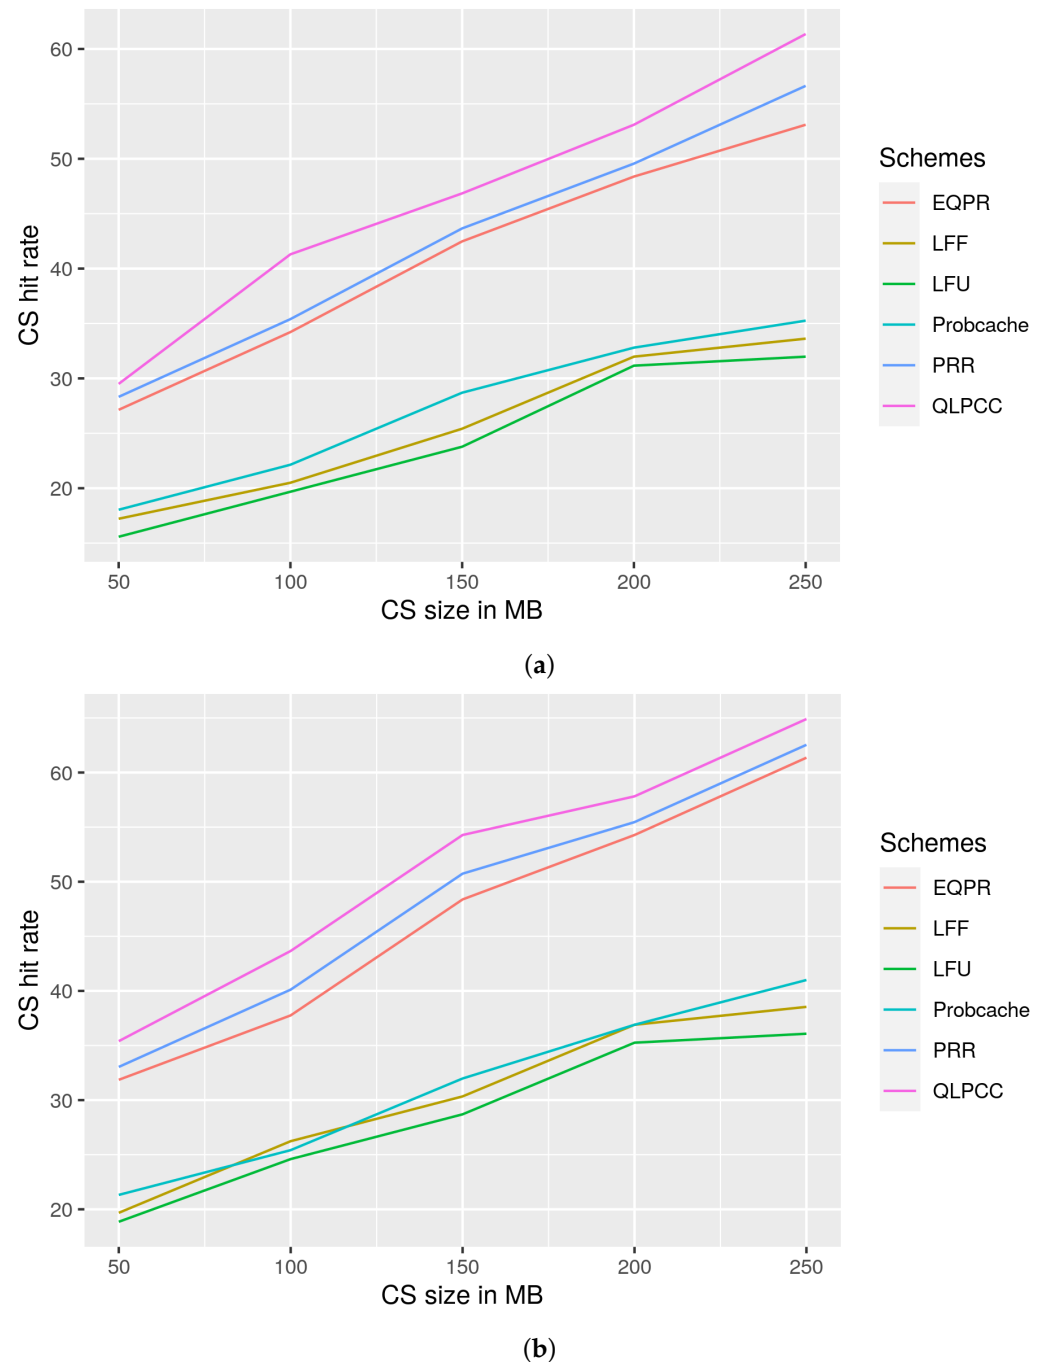 60
50
40
30
20
CS hit rate
50 100 150 200 250
CS size in MB
Schemes
EQPR
LFF
LFU
Probcache
PRR
QLPCC
(a)
60
50
40
30
20
CS hit rate
50 100 150 200 250
CS size in MB
Schemes
EQPR
LFF
LFU
Probcache
PRR
QLPCC
(b)